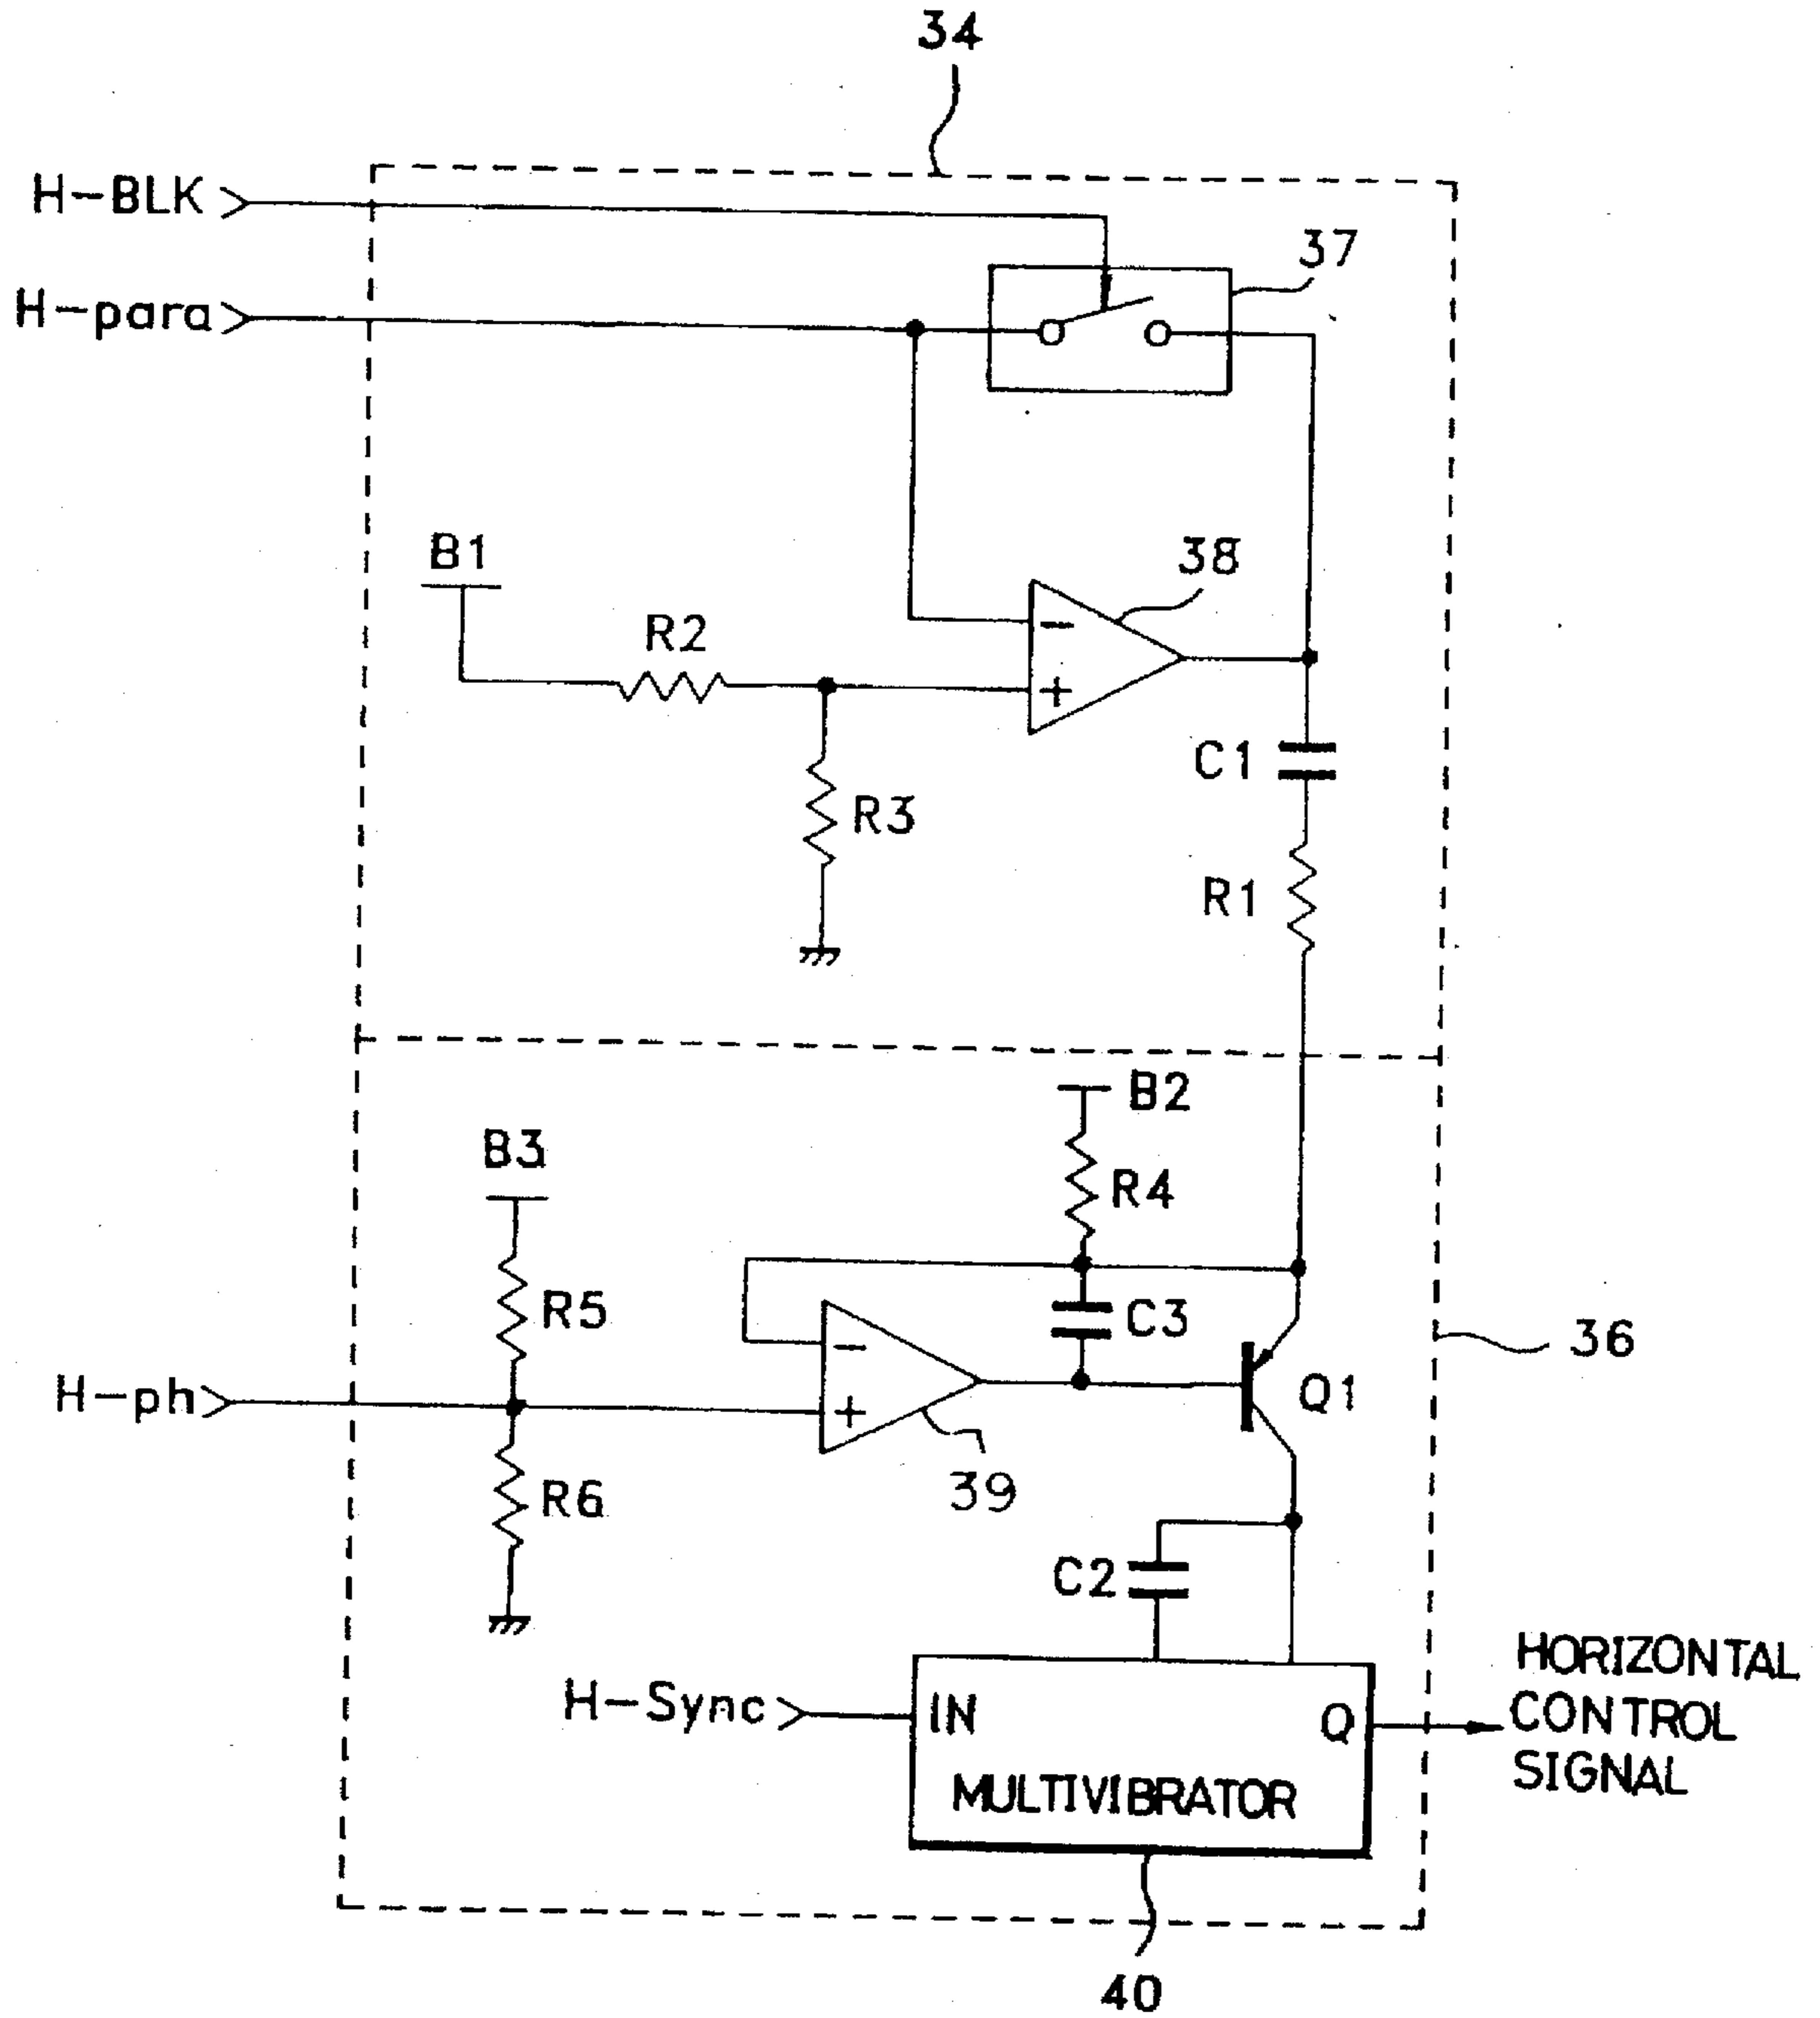 34
H-BLK
37
H-para
B1
38
R2
-
+
C1
R3
R1
B2
B3
R4
R5
C3
-
36
H-ph
+
Q1
39
R6
C2
HORIZONTAL
H-Sync
IN
Q
CONTROL
SIGNAL
MULTIVIBRATOR
40